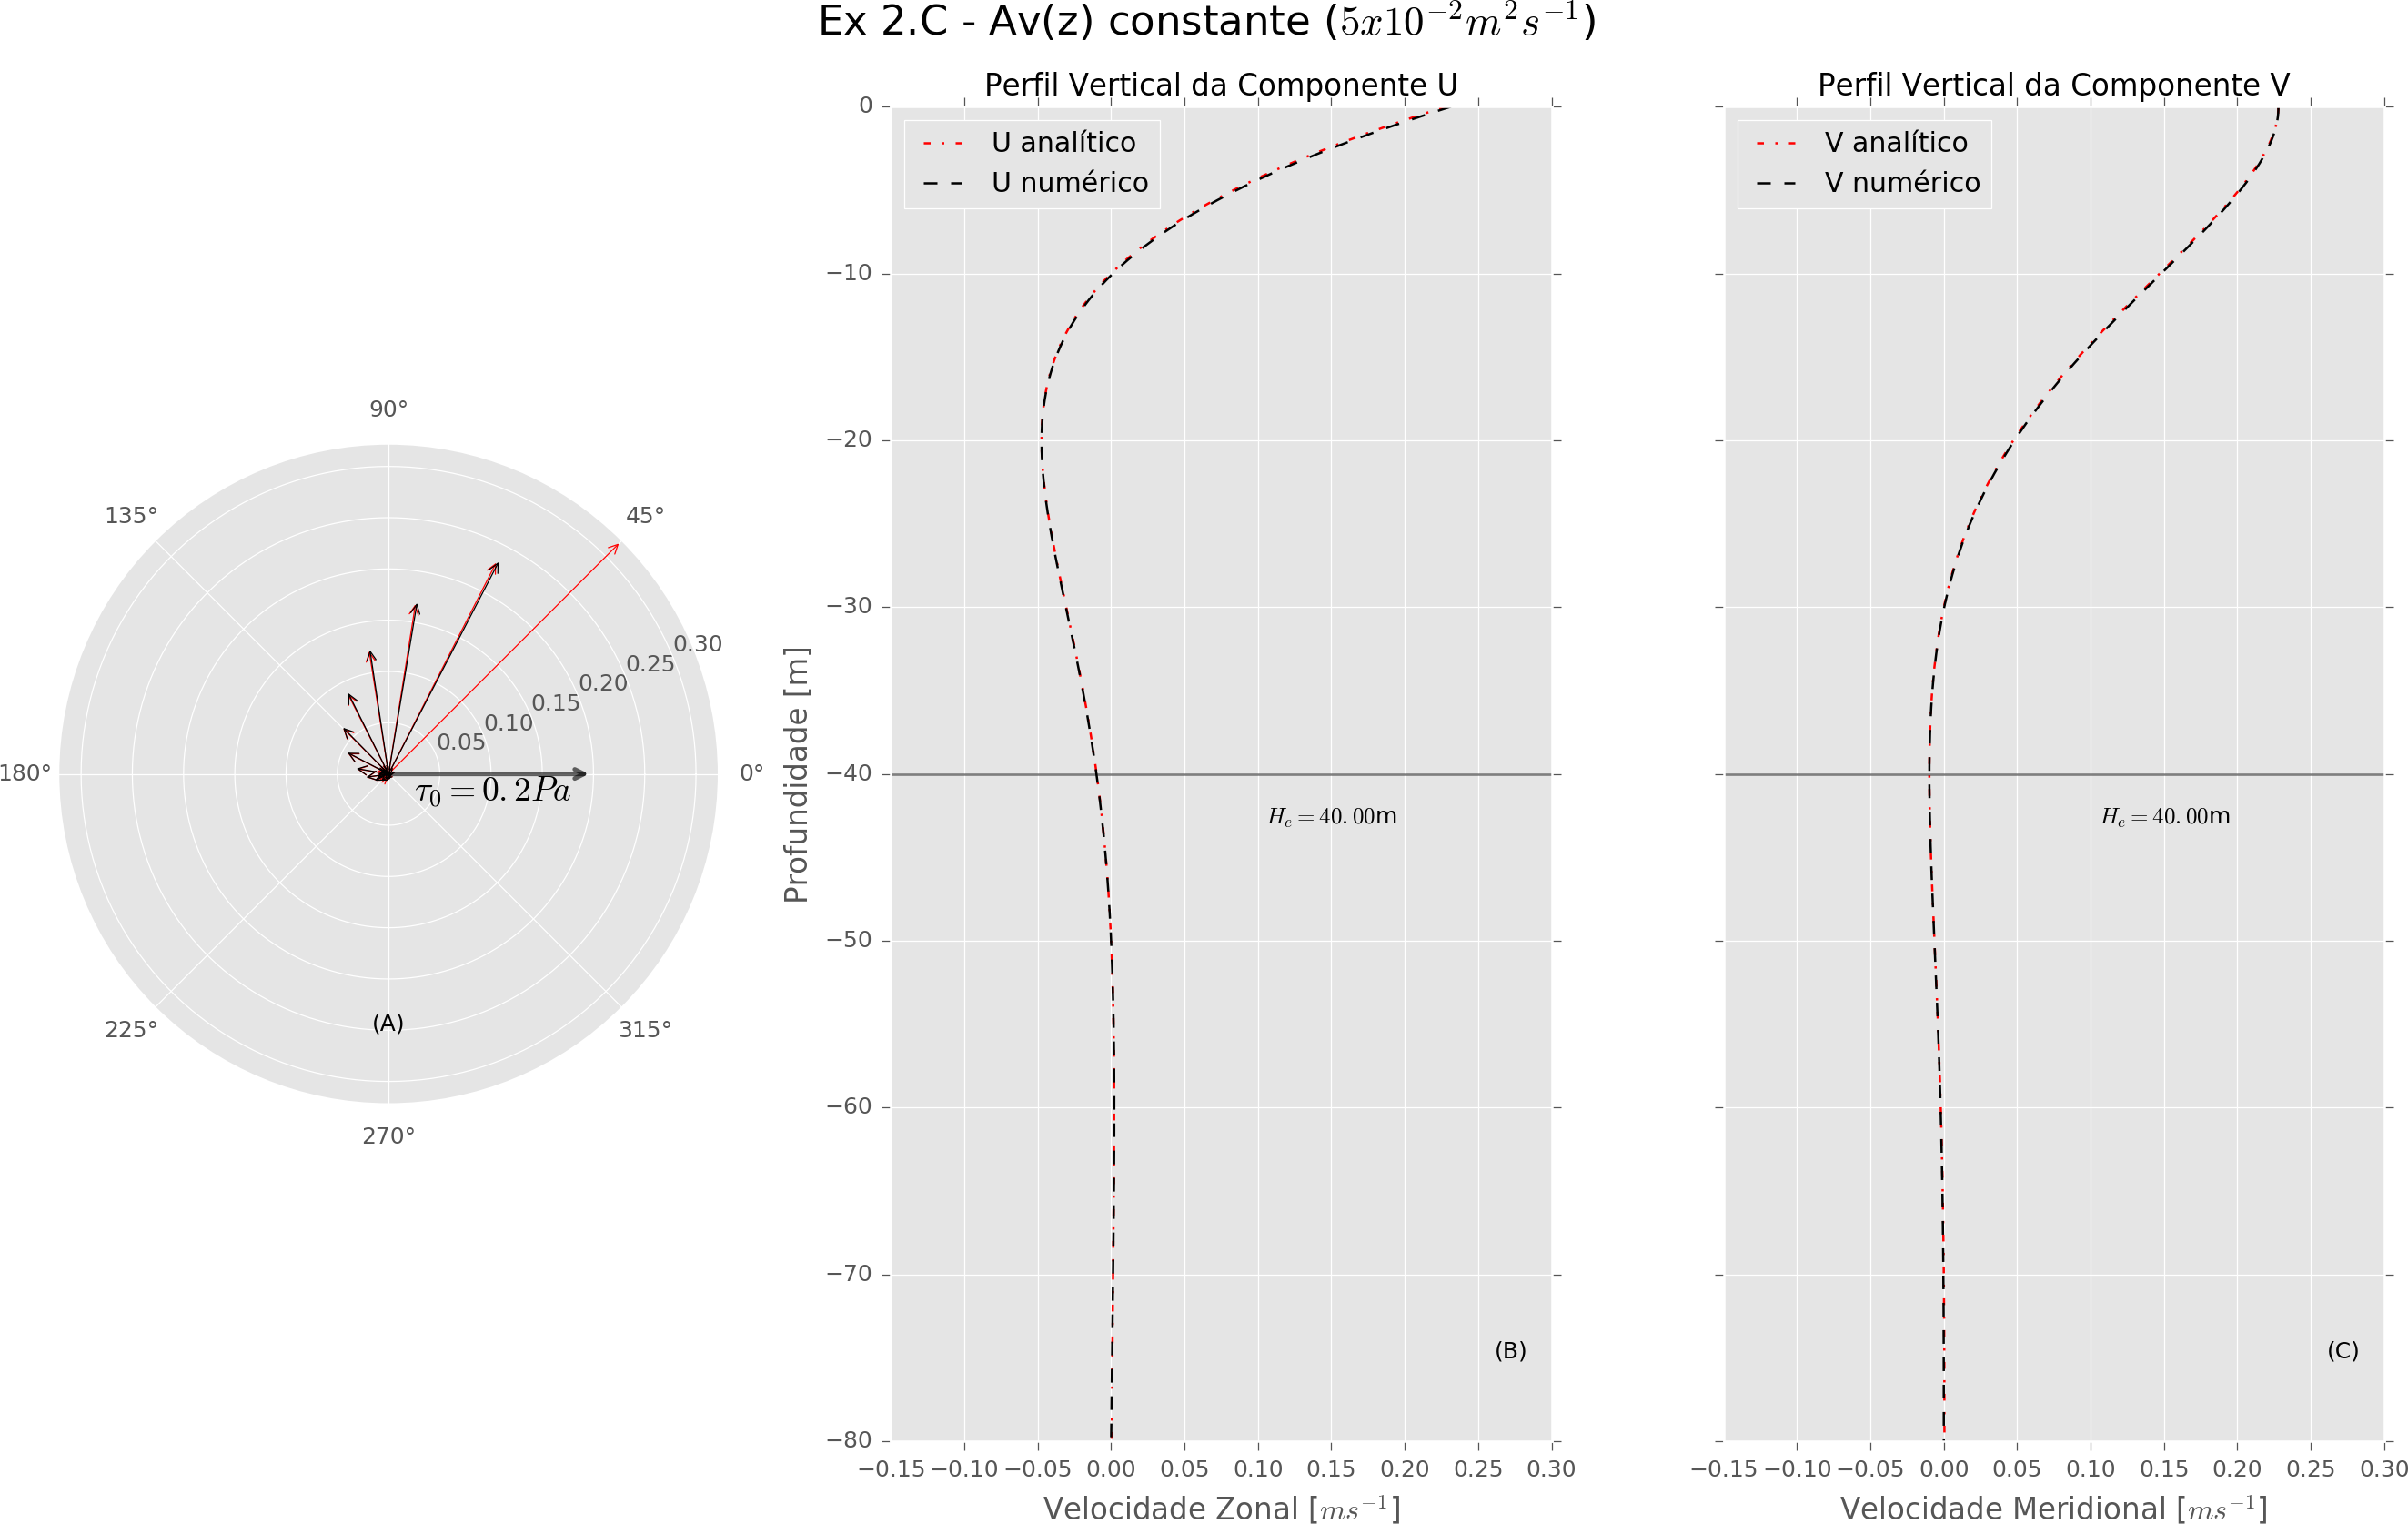 Ex 2.C - Av(z) constante (5x10⁻²m²s⁻¹)
90°
135°
45°
180°
0°
225°
315°
270°
0.05
0.10
0.15
0.20
0.25
0.30
τ₀ = 0.2Pa
(A)
Perfil Vertical da Componente U
U analítico
U numérico
Profundidade [m]
0
−10
−20
−30
−40
−50
−60
−70
−80
Hₑ = 40.00m
(B)
−0.15 −0.10 −0.05 0.00 0.05 0.10 0.15 0.20 0.25 0.30
Velocidade Zonal [ms⁻¹]
Perfil Vertical da Componente V
V analítico
V numérico
Hₑ = 40.00m
(C)
−0.15 −0.10 −0.05 0.00 0.05 0.10 0.15 0.20 0.25 0.30
Velocidade Meridional [ms⁻¹]